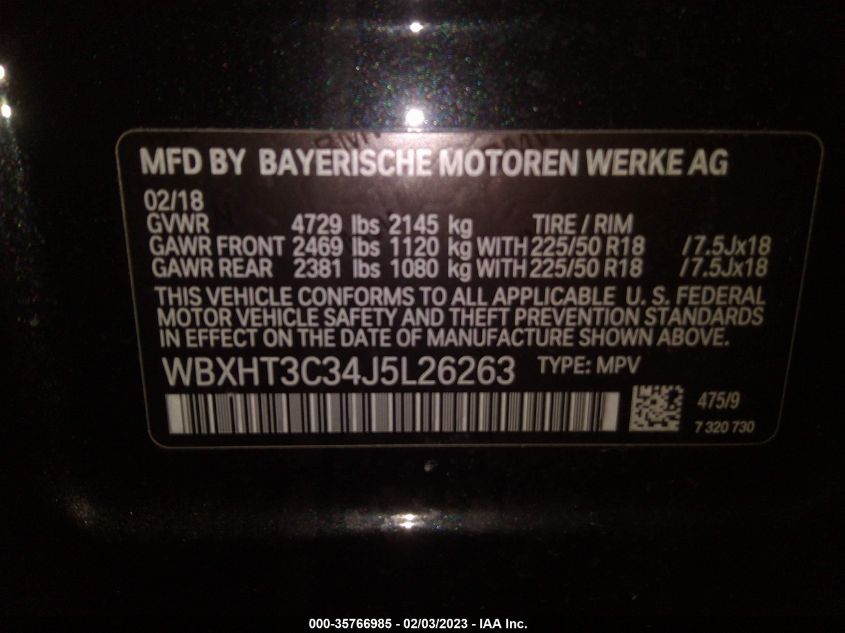 MFD BY BAYERISCHE MOTOREN WERKE AG
02/18
GVWR 4729 lbs 2145 kg TIRE / RIM
GAWR FRONT 2469 lbs 1120 kg WITH 225/50 R18 /7.5Jx18
GAWR REAR 2381 lbs 1080 kg WITH 225/50 R18 /7.5Jx18
THIS VEHICLE CONFORMS TO ALL APPLICABLE U. S. FEDERAL
MOTOR VEHICLE SAFETY AND THEFT PREVENTION STANDARDS
IN EFFECT ON THE DATE OF MANUFACTURE SHOWN ABOVE.
WBXHT3C34J5L26263 TYPE: MPV
475/9
7 320 730
000-35766985 - 02/03/2023 - IAA Inc.